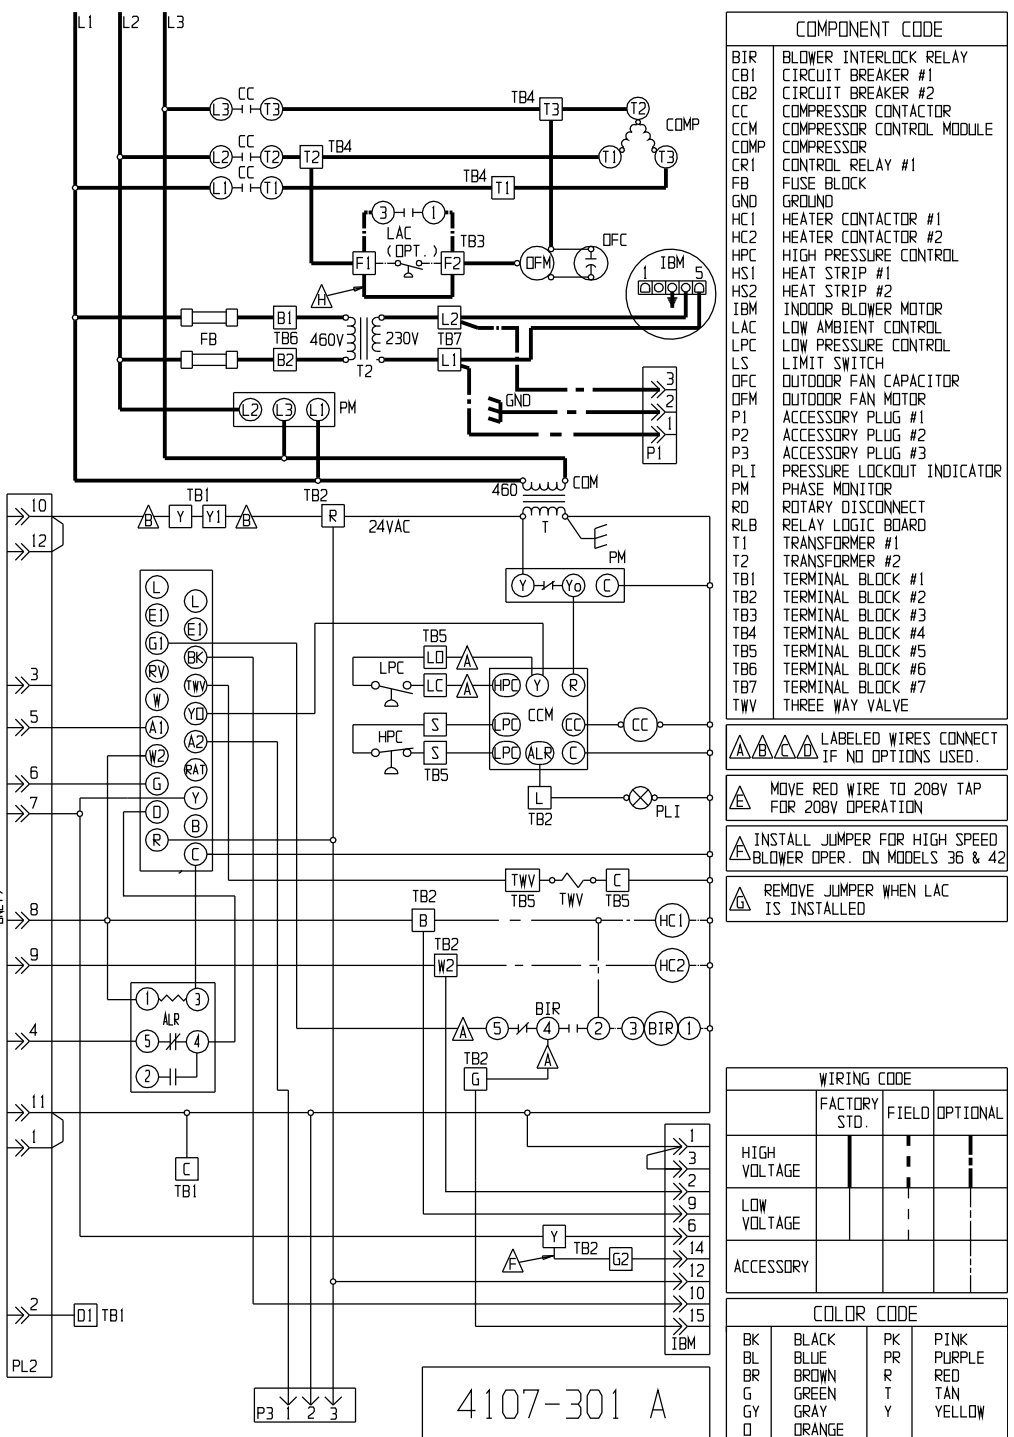 L1 L2 L3
L3 CC T3
TB4 T3
T2
COMP
L2 CC T2
T2 TB4
T1 T3
L1 CC T1
TB4 T1
3 1
LAC
(OPT.)
TB3
F1 F2
OFM OFC
H
IBM
1 5
FB
B1
TB6
B2
460V 230V
T2
L2
TB7
L1
GND
3
2
1
P1
L2 L3 L1 PM
460 COM
T
24VAC
PM
Y Yo C
10
12
3
5
6
7
8
9
4
11
1
2
PL2
B TB1 Y Y1 B
TB2 R
L
E1
G1
RV
W
A1
W2
G
O
R
L
E1
BK
TWV
YO
A2
RAT
Y
B
C
TB5
LO A
LPC
LC A
S
HPC
S
TB5
HPC Y R
CCM
LPC CC
LPC ALR C
CC
L
TB2
PLI
TWV
TB5
TWV
C
TB5
TB2
B
HC1
TB2
W2
HC2
1 3
ALR
5 4
2
BIR
A 5 4 2 3 BIR 1
A
TB2
G
C
TB1
D1 TB1
Y
TB2
F
G2
1
3
2
9
6
14
12
10
15
IBM
P3 1 2 3
4107-301 A
COMPONENT CODE
BIR BLOWER INTERLOCK RELAY
CB1 CIRCUIT BREAKER #1
CB2 CIRCUIT BREAKER #2
CC COMPRESSOR CONTACTOR
CCM COMPRESSOR CONTROL MODULE
COMP COMPRESSOR
CR1 CONTROL RELAY #1
FB FUSE BLOCK
GND GROUND
HC1 HEATER CONTACTOR #1
HC2 HEATER CONTACTOR #2
HPC HIGH PRESSURE CONTROL
HS1 HEAT STRIP #1
HS2 HEAT STRIP #2
IBM INDOOR BLOWER MOTOR
LAC LOW AMBIENT CONTROL
LPC LOW PRESSURE CONTROL
LS LIMIT SWITCH
OFC OUTDOOR FAN CAPACITOR
OFM OUTDOOR FAN MOTOR
P1 ACCESSORY PLUG #1
P2 ACCESSORY PLUG #2
P3 ACCESSORY PLUG #3
PLI PRESSURE LOCKOUT INDICATOR
PM PHASE MONITOR
RD ROTARY DISCONNECT
RLB RELAY LOGIC BOARD
T1 TRANSFORMER #1
T2 TRANSFORMER #2
TB1 TERMINAL BLOCK #1
TB2 TERMINAL BLOCK #2
TB3 TERMINAL BLOCK #3
TB4 TERMINAL BLOCK #4
TB5 TERMINAL BLOCK #5
TB6 TERMINAL BLOCK #6
TB7 TERMINAL BLOCK #7
TWV THREE WAY VALVE
A B C D LABELED WIRES CONNECT
IF NO OPTIONS USED.
E MOVE RED WIRE TO 208V TAP
FOR 208V OPERATION
F INSTALL JUMPER FOR HIGH SPEED
BLOWER OPER. ON MODELS 36 & 42
G REMOVE JUMPER WHEN LAC
IS INSTALLED
WIRING CODE
FACTORY STD. FIELD OPTIONAL
HIGH
VOLTAGE
LOW
VOLTAGE
ACCESSORY
COLOR CODE
BK BLACK PK PINK
BL BLUE PR PURPLE
BR BROWN R RED
G GREEN T TAN
GY GRAY Y YELLOW
O ORANGE